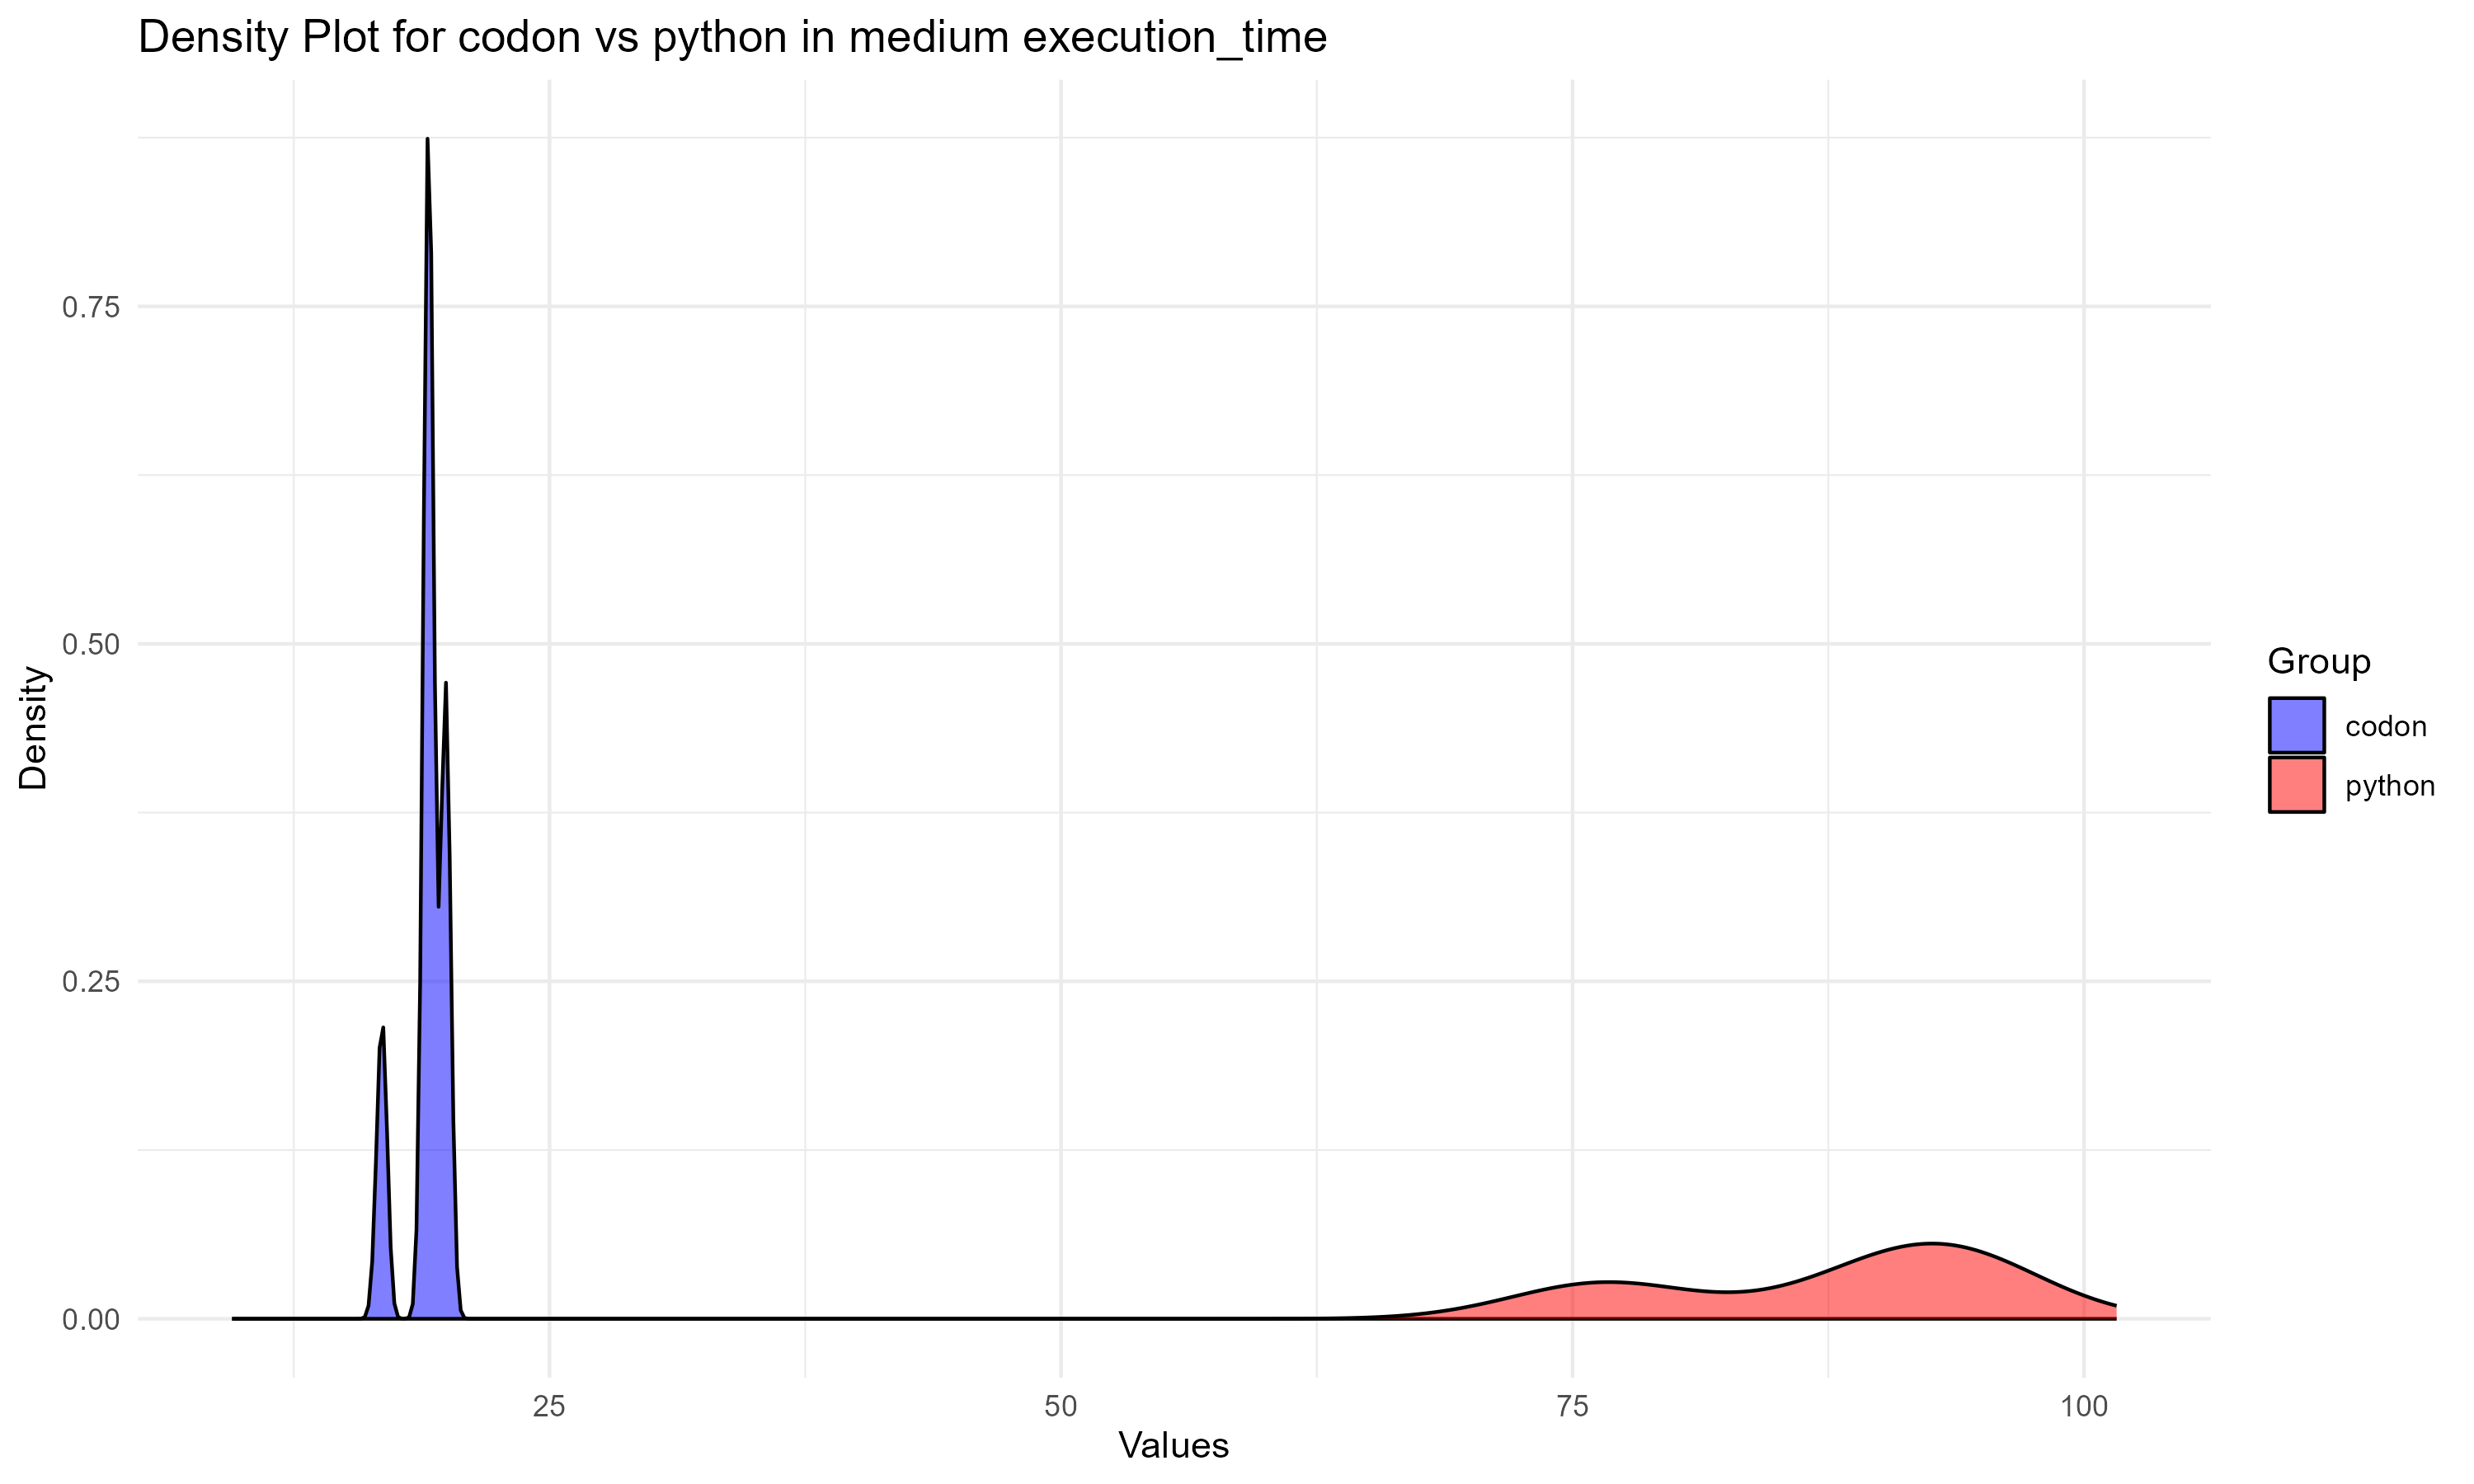 Density Plot for codon vs python in medium execution_time
Density
0.75
0.50
0.25
0.00
25 50 75 100
Values
Group
codon
python